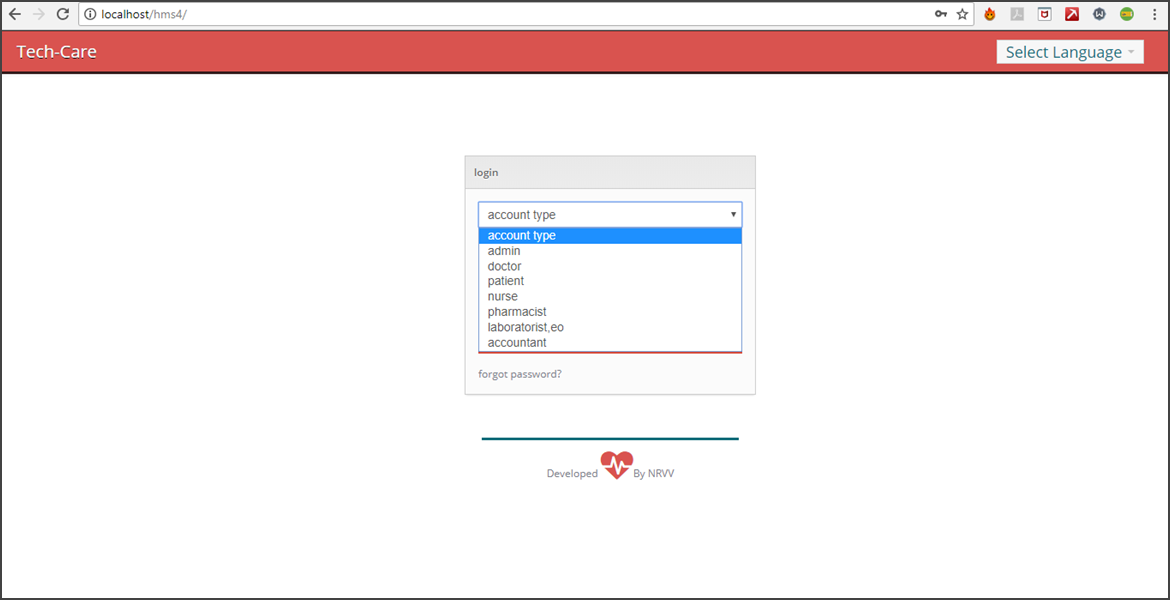 localhost/hms4/
Tech-Care
Select Language
login
account type
account type
admin
doctor
patient
nurse
pharmacist
laboratorist,eo
accountant
forgot password?
Developed By NRVV